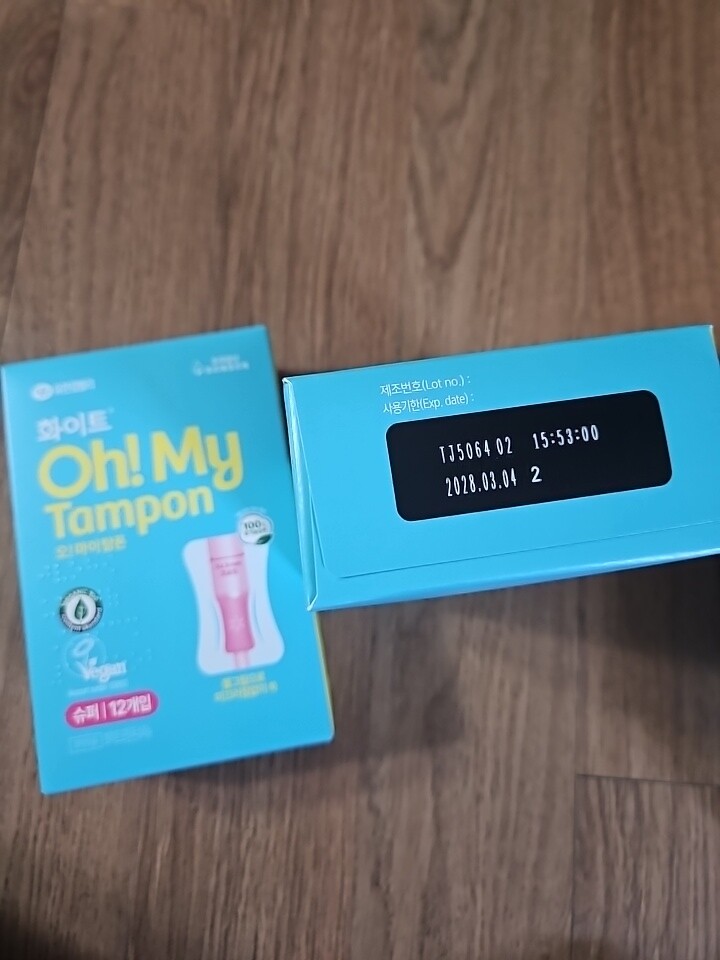 화이트
Oh! My
Tampon
오! 마이 탐폰
100%
Vegan
슈퍼 | 12개입
제조번호(Lot no.) :
사용기한(Exp. date) :
TJ5064 02 15:53:00
2028.03.04 2